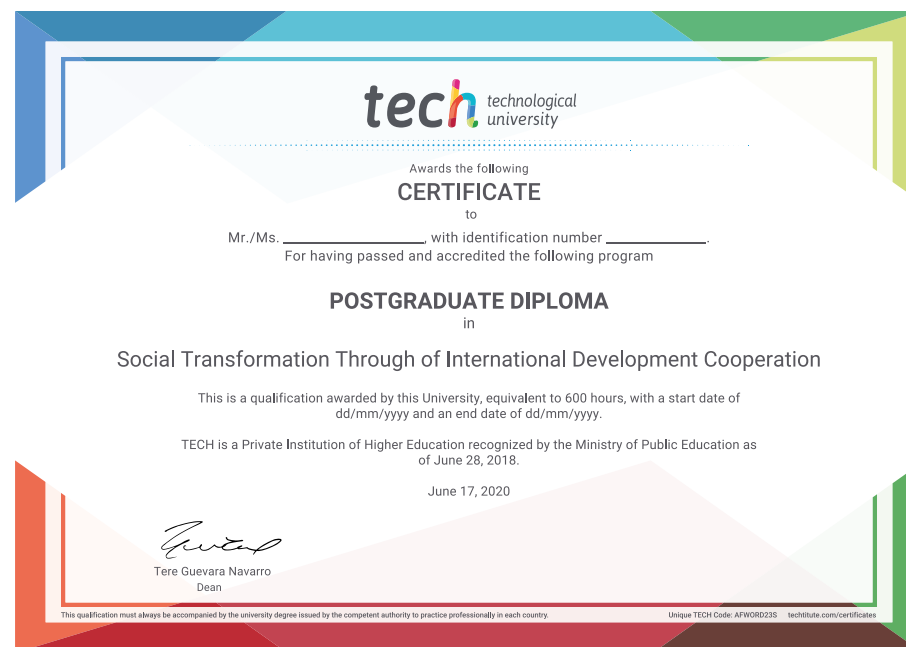 tech technological
university
Awards the following
CERTIFICATE
to
Mr./Ms. ____________________, with identification number ______________.
For having passed and accredited the following program
POSTGRADUATE DIPLOMA
in
Social Transformation Through of International Development Cooperation
This is a qualification awarded by this University, equivalent to 600 hours, with a start date of
dd/mm/yyyy and an end date of dd/mm/yyyy.
TECH is a Private Institution of Higher Education recognized by the Ministry of Public Education as
of June 28, 2018.
June 17, 2020
Tere Guevara Navarro
Dean
This qualification must always be accompanied by the university degree issued by the competent authority to practice professionally in each country. Unique TECH Code: AFWORD23S techtitute.com/certificates